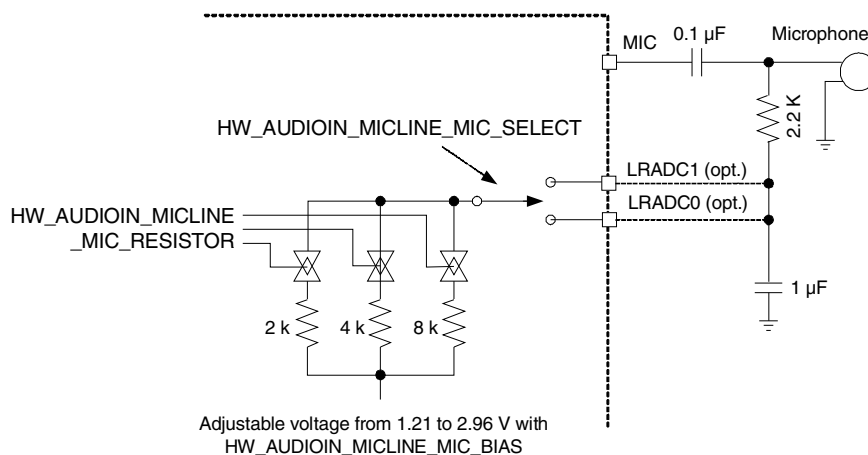 MIC
0.1 µF
Microphone
2.2 K
HW_AUDIOIN_MICLINE_MIC_SELECT
LRADC1 (opt.)
LRADC0 (opt.)
HW_AUDIOIN_MICLINE
_MIC_RESISTOR
1 µF
2 k
4 k
8 k
Adjustable voltage from 1.21 to 2.96 V with
HW_AUDIOIN_MICLINE_MIC_BIAS